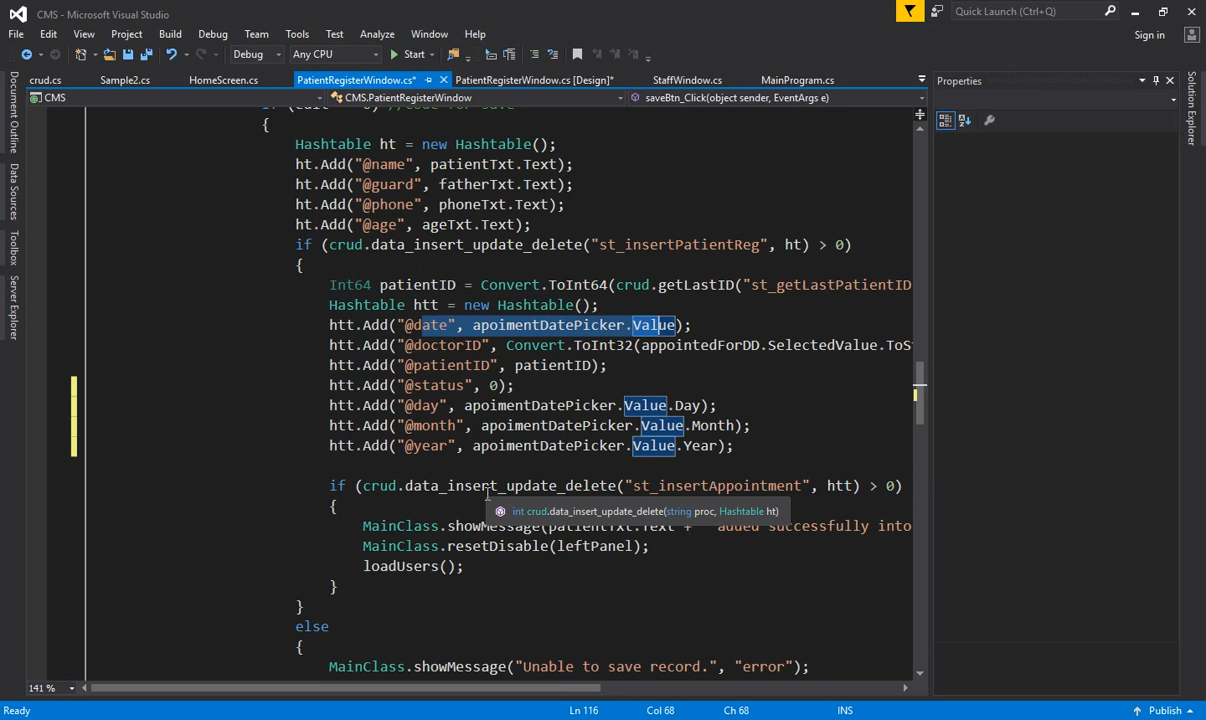 CMS - Microsoft Visual Studio
Quick Launch (Ctrl+Q)
File Edit View Project Build Debug Team Tools Test Analyze Window Help
Sign in
Debug Any CPU Start
crud.cs Sample2.cs HomeScreen.cs PatientRegisterWindow.cs* PatientRegisterWindow.cs [Design]* StaffWindow.cs MainProgram.cs
Properties
CMS CMS.PatientRegisterWindow saveBtn_Click(object sender, EventArgs e)
Document Outline
Data Sources
Toolbox
Server Explorer
Solution Explorer
{
Hashtable ht = new Hashtable();
ht.Add("@name", patientTxt.Text);
ht.Add("@guard", fatherTxt.Text);
ht.Add("@phone", phoneTxt.Text);
ht.Add("@age", ageTxt.Text);
if (crud.data_insert_update_delete("st_insertPatientReg", ht) > 0)
{
Int64 patientID = Convert.ToInt64(crud.getLastID("st_getLastPatientID
Hashtable htt = new Hashtable();
htt.Add("@date", apoimentDatePicker.Value);
htt.Add("@doctorID", Convert.ToInt32(appointedForDD.SelectedValue.ToS
htt.Add("@patientID", patientID);
htt.Add("@status", 0);
htt.Add("@day", apoimentDatePicker.Value.Day);
htt.Add("@month", apoimentDatePicker.Value.Month);
htt.Add("@year", apoimentDatePicker.Value.Year);
if (crud.data_insert_update_delete("st_insertAppointment", htt) > 0)
{
int crud.data_insert_update_delete(string proc, Hashtable ht)
MainClass.showMessage(patientTxt.Text + " added successfully into
MainClass.resetDisable(leftPanel);
loadUsers();
}
}
else
{
MainClass.showMessage("Unable to save record.", "error");
141 %
Ready Ln 116 Col 68 Ch 68 INS Publish